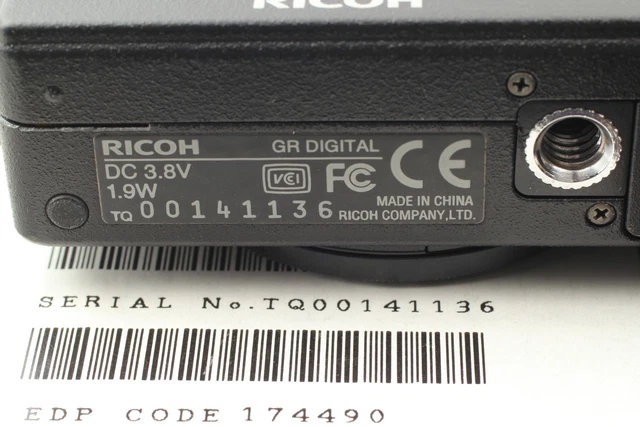 RICOH
RICOH GR DIGITAL
DC 3.8V
1.9W
VCI FC CE
MADE IN CHINA
TQ 00141136 RICOH COMPANY,LTD.
SERIAL No.TQ00141136
EDP CODE 174490